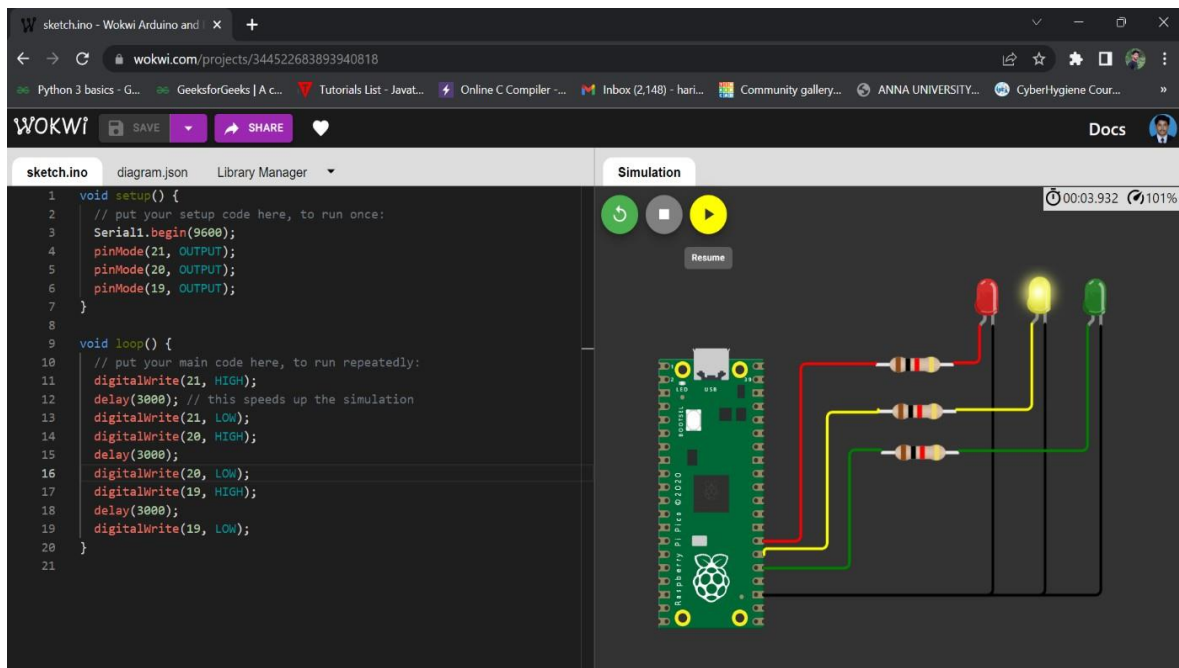 sketch.ino - Wokwi Arduino and
wokwi.com/projects/344522683893940818
Python 3 basics - G... GeeksforGeeks | A c... Tutorials List - Javat... Online C Compiler -... Inbox (2,148) - hari... Community gallery... ANNA UNIVERSITY... CyberHygiene Cour... »
WOKWI SAVE SHARE Docs
sketch.ino diagram.json Library Manager Simulation
1 void setup() {
2 // put your setup code here, to run once:
3 Serial1.begin(9600);
4 pinMode(21, OUTPUT);
5 pinMode(20, OUTPUT);
6 pinMode(19, OUTPUT);
7 }
8
9 void loop() {
10 // put your main code here, to run repeatedly:
11 digitalWrite(21, HIGH);
12 delay(3000); // this speeds up the simulation
13 digitalWrite(21, LOW);
14 digitalWrite(20, HIGH);
15 delay(3000);
16 digitalWrite(20, LOW);
17 digitalWrite(19, HIGH);
18 delay(3000);
19 digitalWrite(19, LOW);
20 }
21
00:03.932 101%
Resume
LED USB
BOOTSEL
Raspberry Pi Pico ©2020